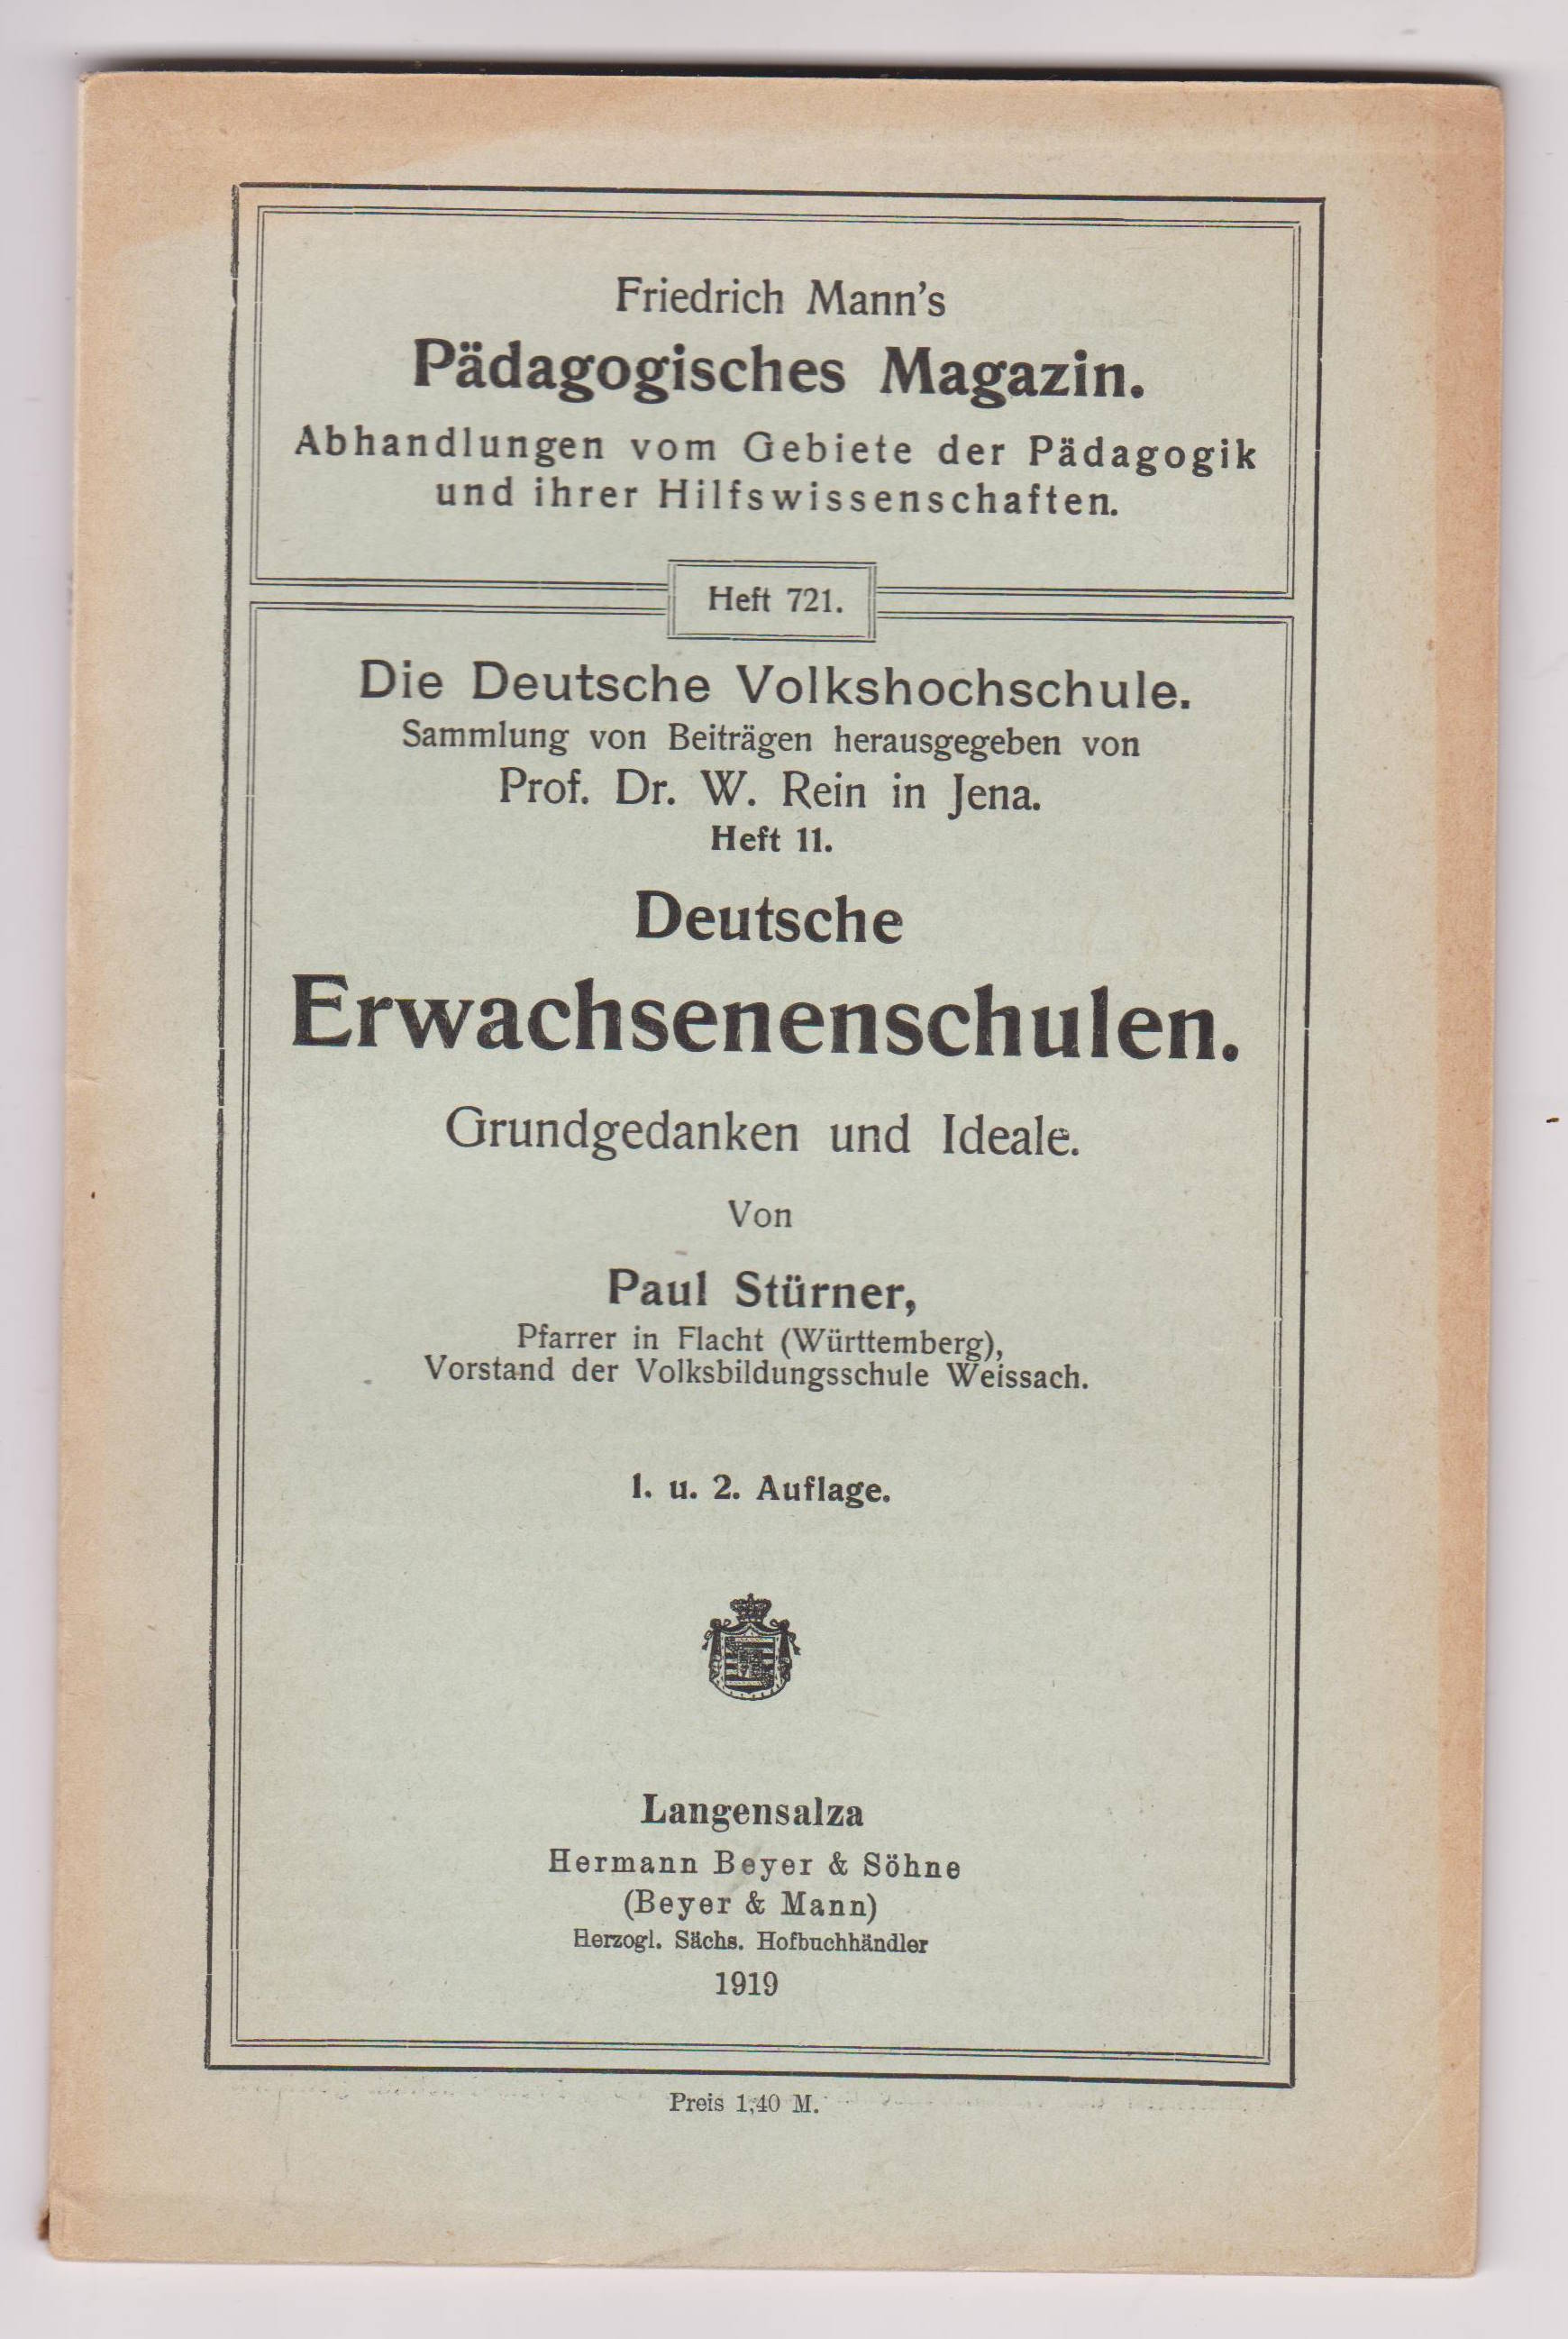 Friedrich Mann's
Pädagogisches Magazin.
Abhandlungen vom Gebiete der Pädagogik
und ihrer Hilfswissenschaften.
Heft 721.
Die Deutsche Volkshochschule.
Sammlung von Beiträgen herausgegeben von
Prof. Dr. W. Rein in Jena.
Heft 11.
Deutsche
Erwachsenenschulen.
Grundgedanken und Ideale.
Von
Paul Stürner,
Pfarrer in Flacht (Württemberg),
Vorstand der Volksbildungsschule Weissach.
1. u. 2. Auflage.
Langensalza
Hermann Beyer & Söhne
(Beyer & Mann)
Herzogl. Sächs. Hofbuchhändler
1919
Preis 1,40 M.